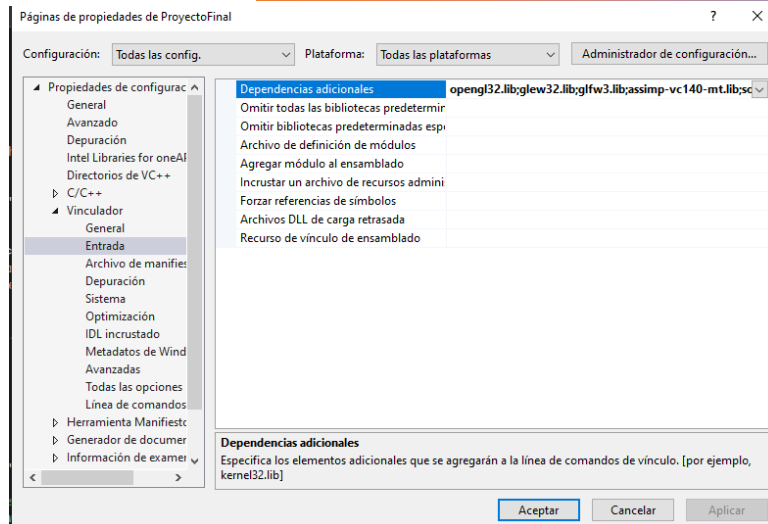 Páginas de propiedades de ProyectoFinal ? ×
Configuración: Todas las config. Plataforma: Todas las plataformas Administrador de configuración...
Propiedades de configurac
General
Avanzado
Depuración
Intel Libraries for oneAP
Directorios de VC++
C/C++
Vinculador
General
Entrada
Archivo de manifies
Depuración
Sistema
Optimización
IDL incrustado
Metadatos de Wind
Avanzadas
Todas las opciones
Línea de comandos
Herramienta Manifiesto
Generador de documer
Información de examer
Dependencias adicionales opengl32.lib;glew32.lib;glfw3.lib;assimp-vc140-mt.lib;
Omitir todas las bibliotecas predetermin
Omitir bibliotecas predeterminadas esp
Archivo de definición de módulos
Agregar módulo al ensamblado
Incrustar un archivo de recursos admini
Forzar referencias de símbolos
Archivos DLL de carga retrasada
Recurso de vínculo de ensamblado
Dependencias adicionales
Especifica los elementos adicionales que se agregarán a la línea de comandos de vínculo. [por ejemplo,
kernel32.lib]
Aceptar Cancelar Aplicar